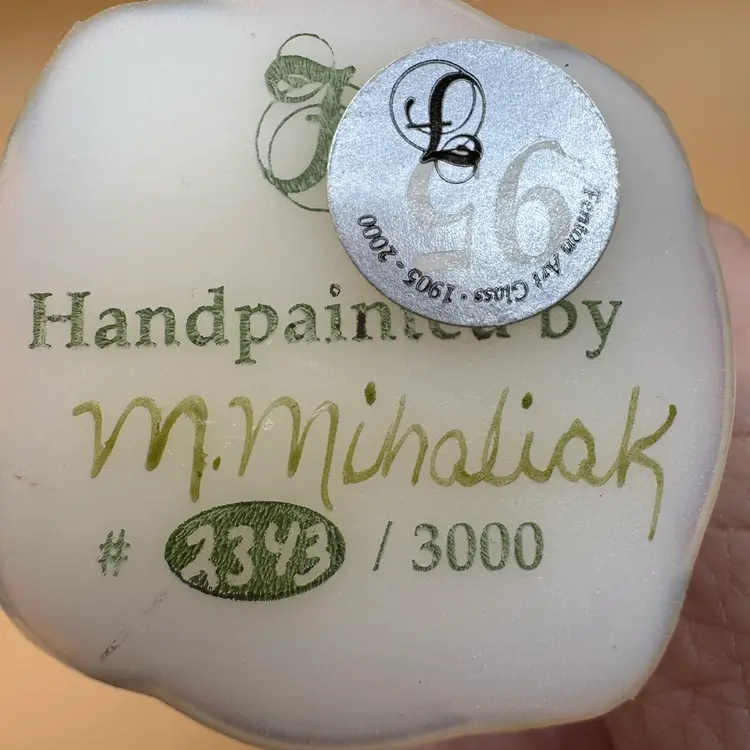 F
F
95
Fenton Art Glass • 1905 - 2000
Handpainted by
M. Mihaliak
# 2343 / 3000